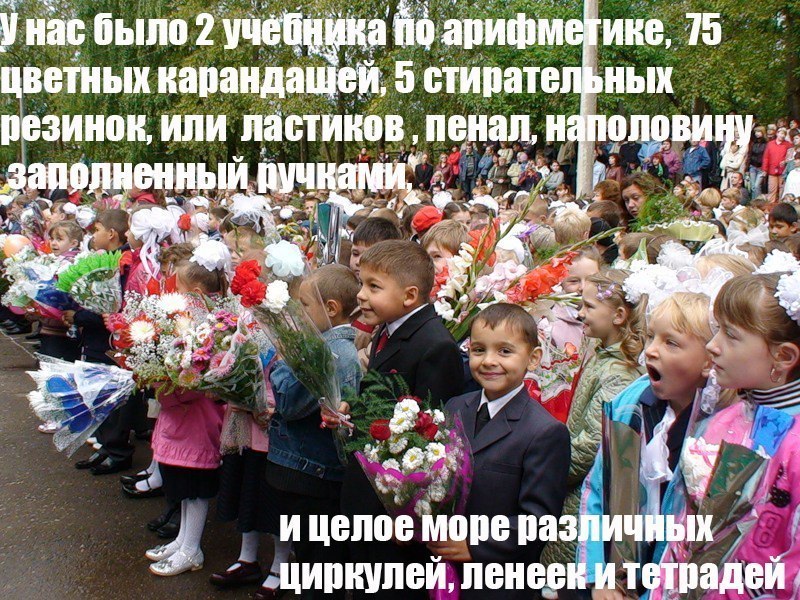 У нас было 2 учебника по арифметике, 75
цветных карандашей, 5 стирательных
резинок, или ластиков , пенал, наполовину
заполненный ручками,
и целое море различных
циркулей, ленеек и тетрадей